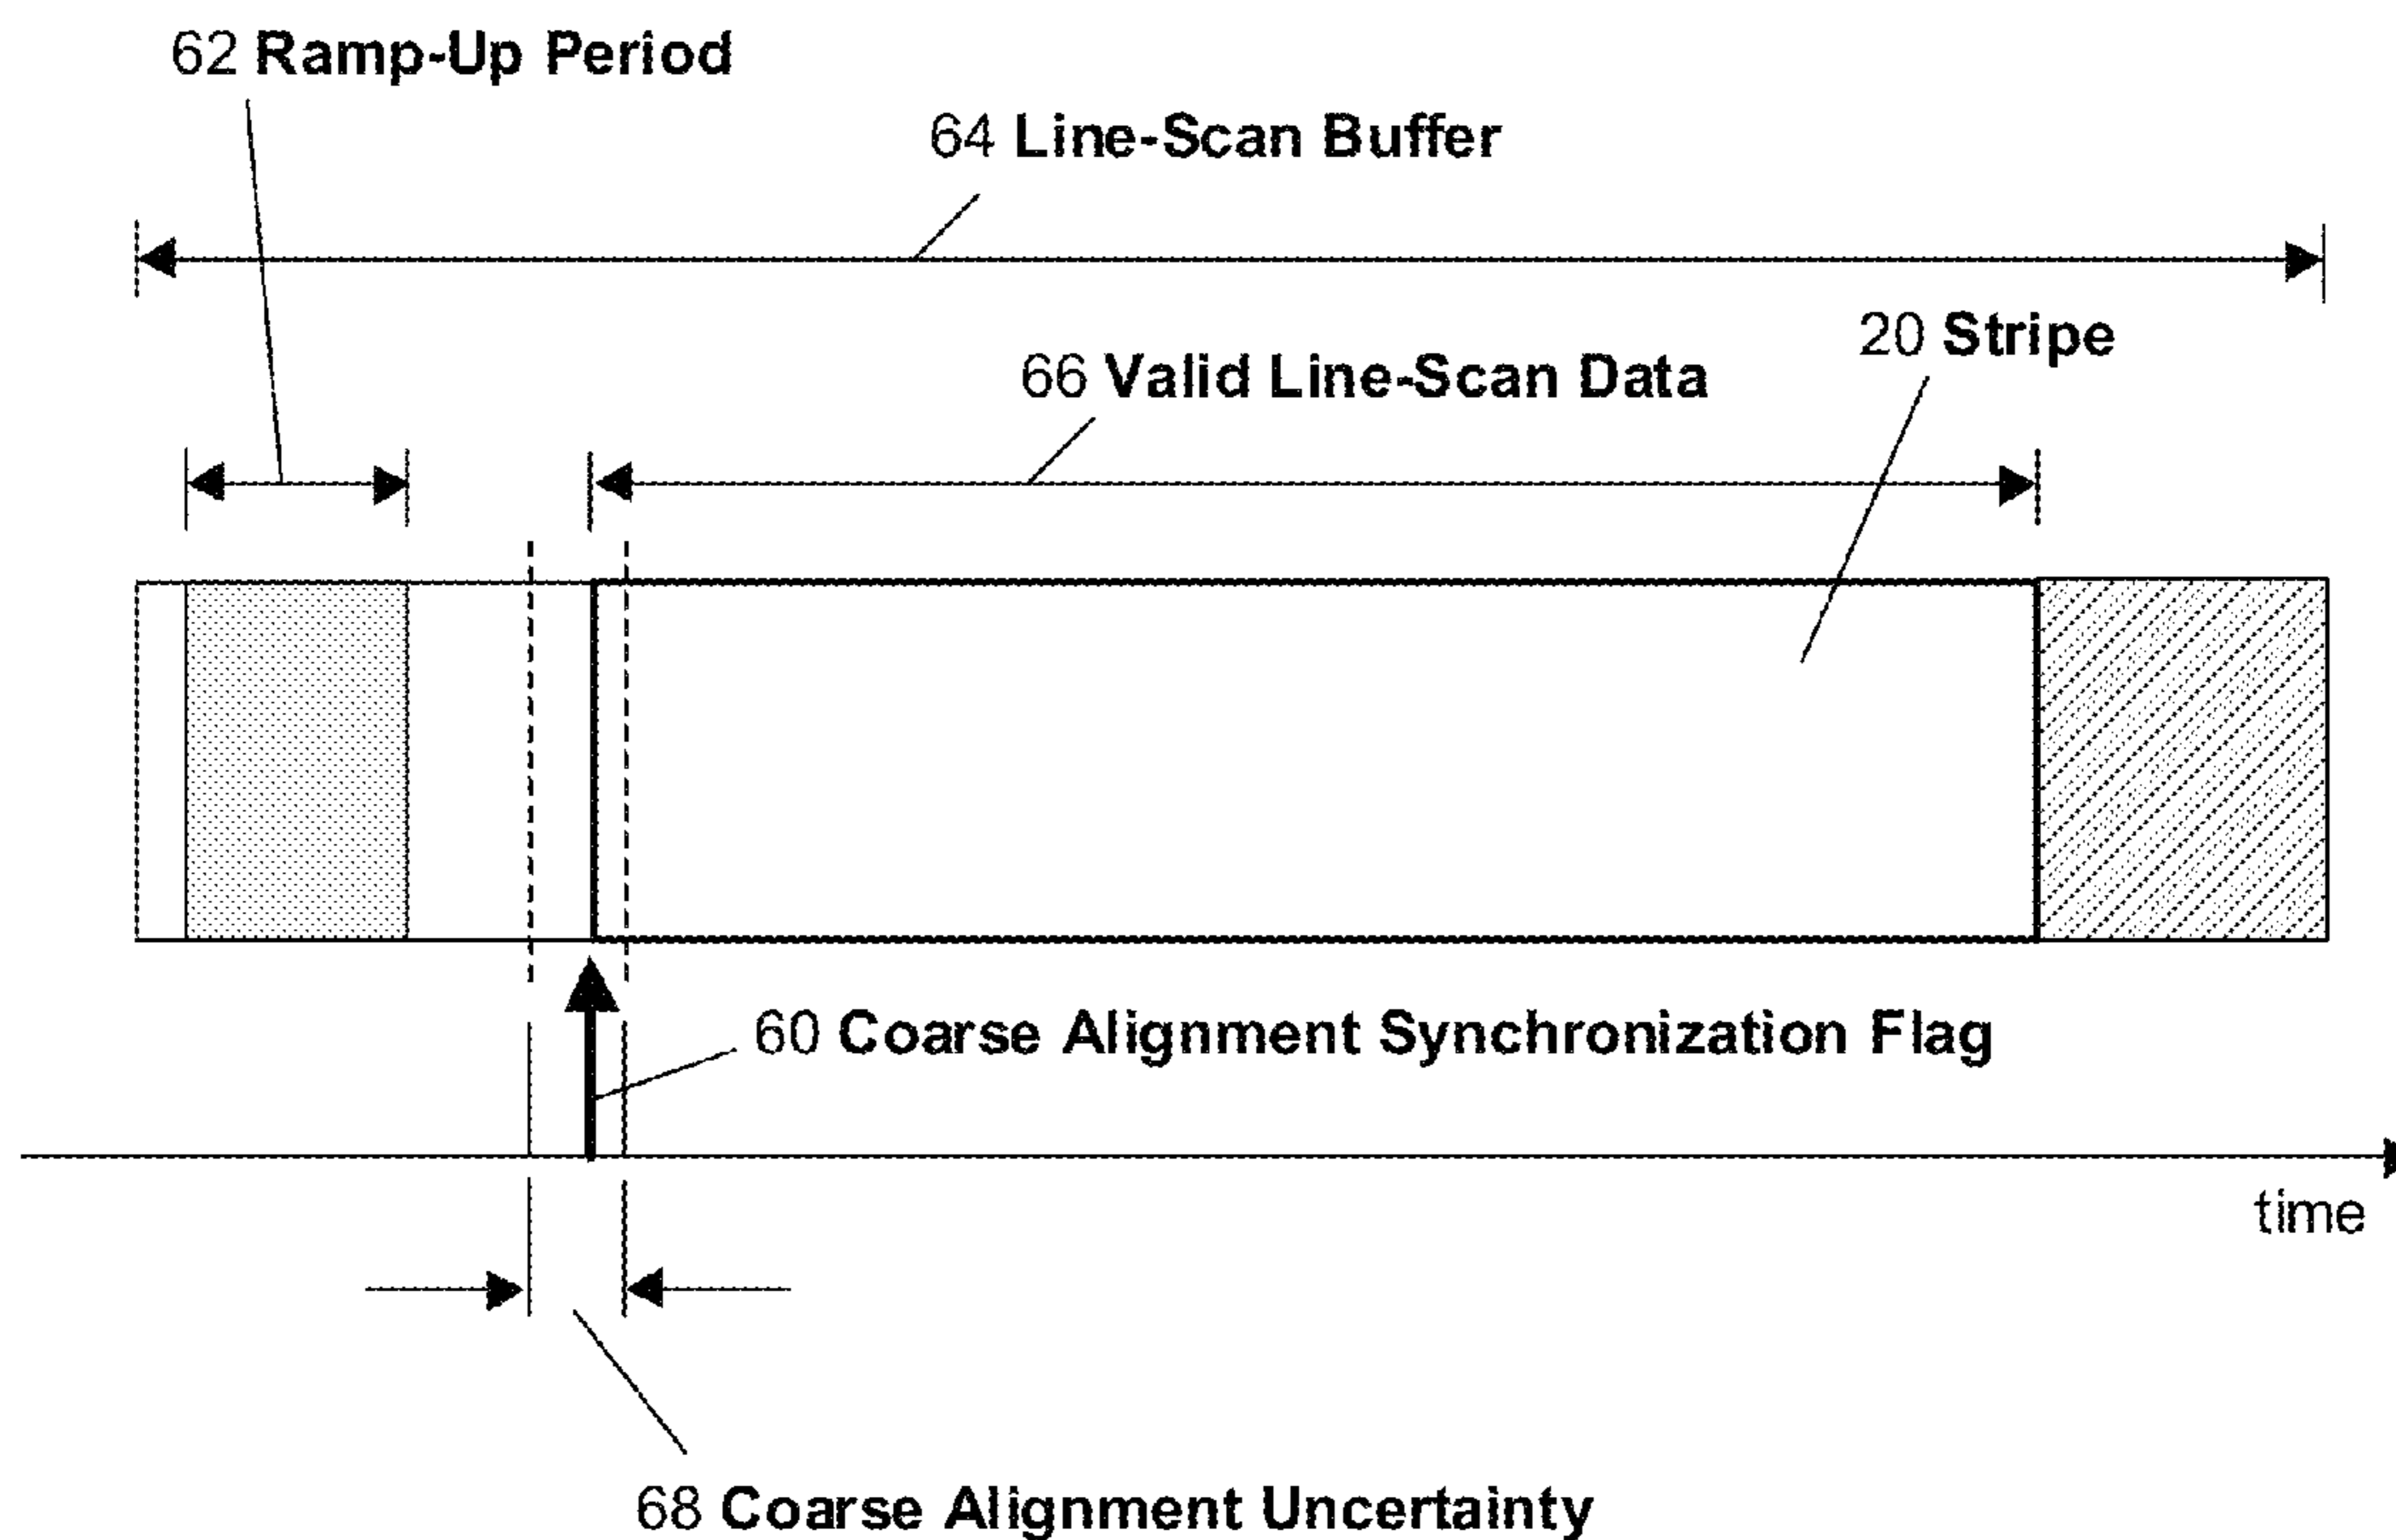 62 Ramp-Up Period
64 Line-Scan Buffer
20 Stripe
66 Valid Line-Scan Data
60 Coarse Alignment Synchronization Flag
time
68 Coarse Alignment Uncertainty